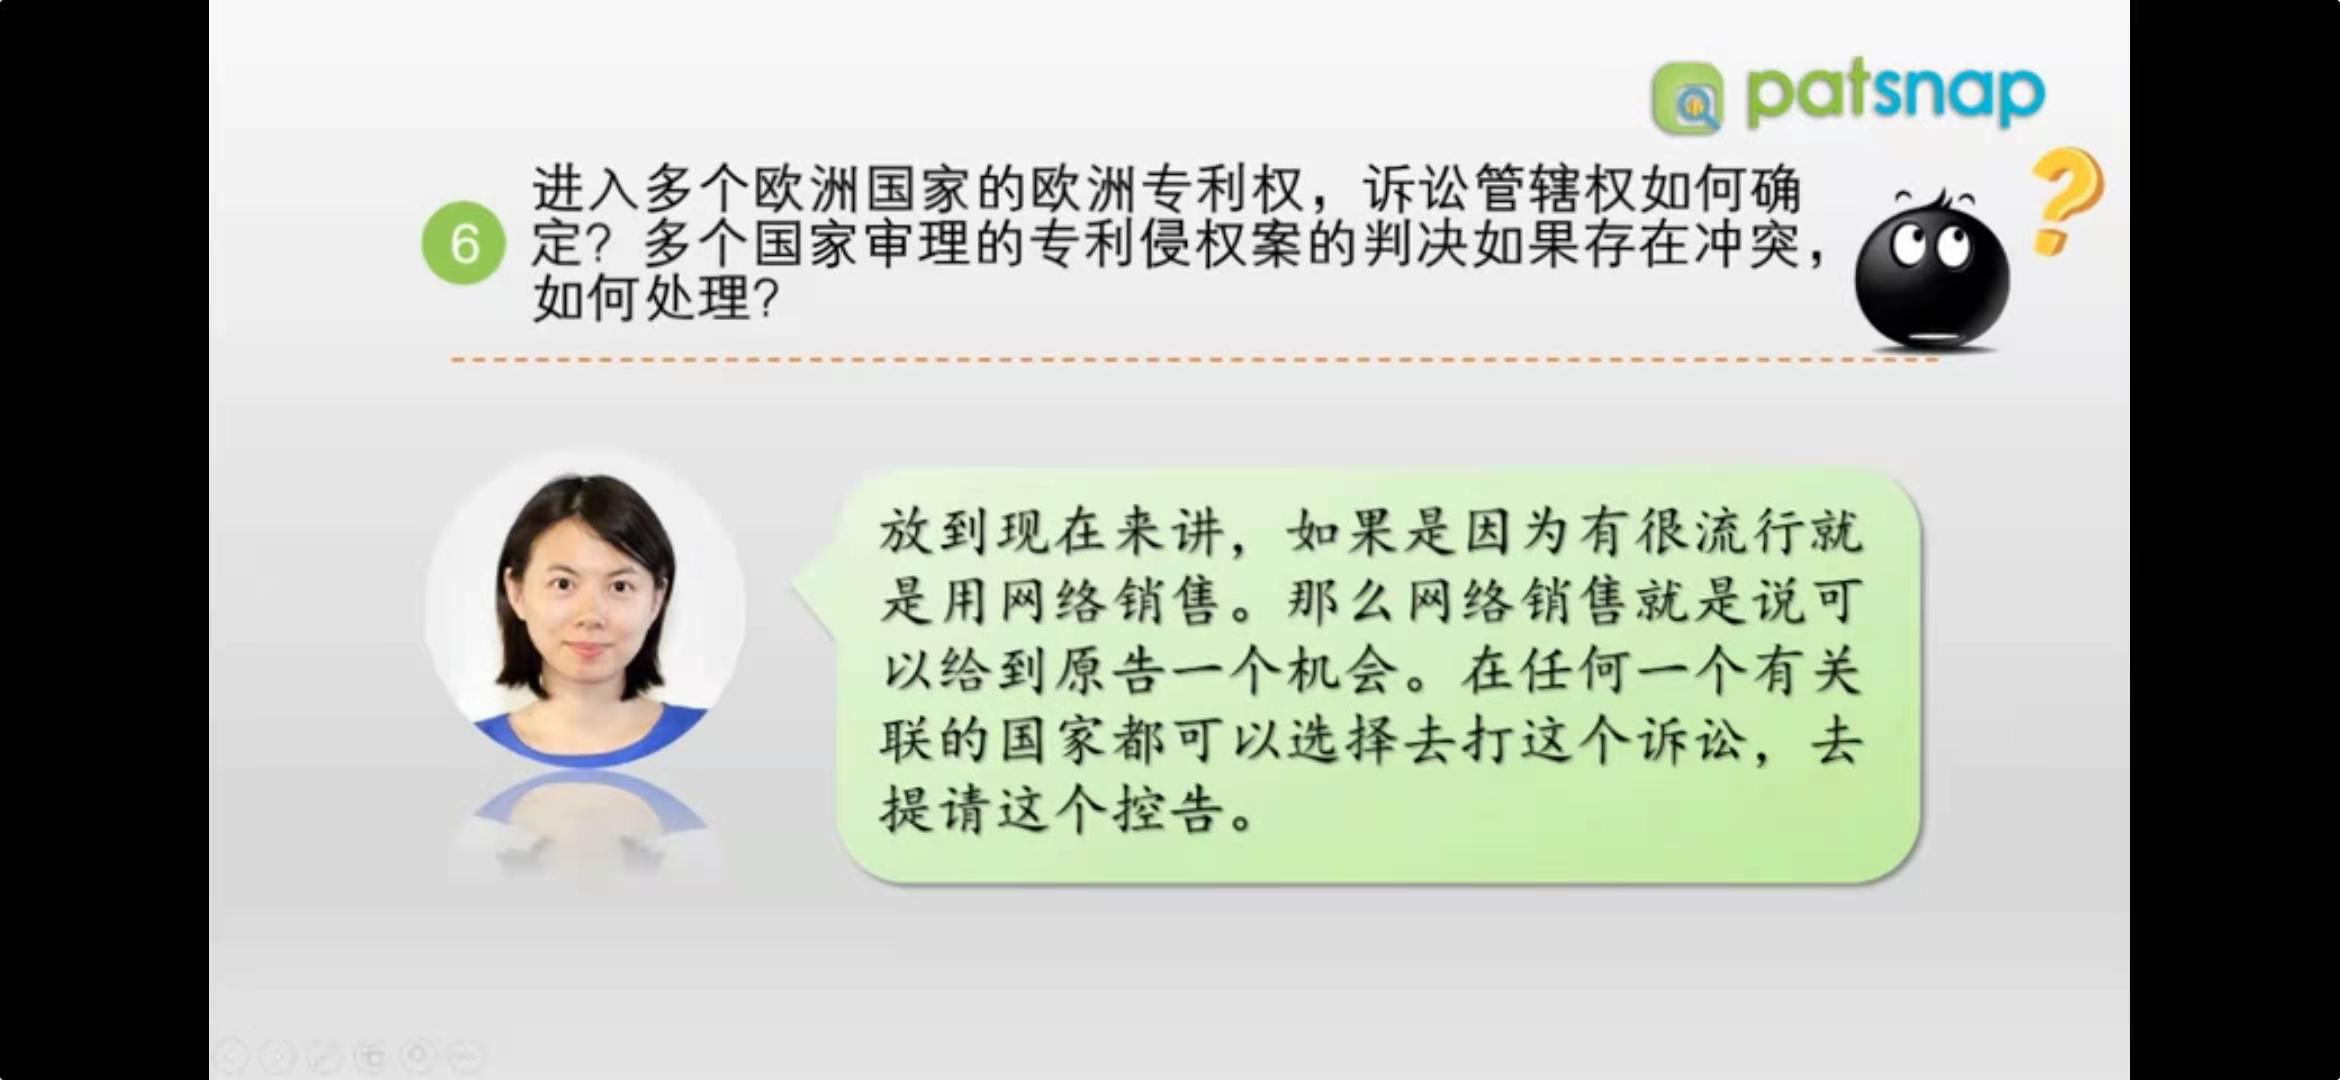 patsnap
6
进入多个欧洲国家的欧洲专利权，诉讼管辖权如何确
定？多个国家审理的专利侵权案的判决如果存在冲突，
如何处理？
放到现在来讲，如果是因为有很流行就
是用网络销售。那么网络销售就是说可
以给到原告一个机会。在任何一个有关
联的国家都可以选择去打这个诉讼，去
提请这个控告。